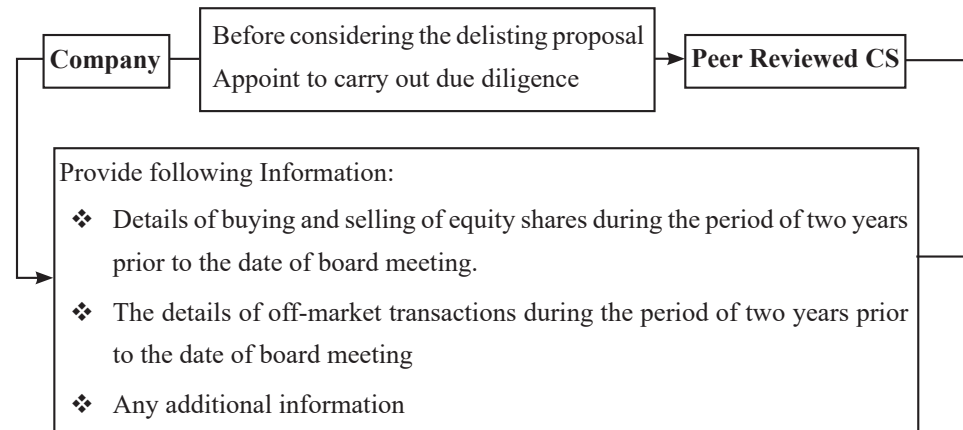 Company
Before considering the delisting proposal
Appoint to carry out due diligence
Peer Reviewed CS
Provide following Information:
❖ Details of buying and selling of equity shares during the period of two years
prior to the date of board meeting.
❖ The details of off-market transactions during the period of two years prior
to the date of board meeting
❖ Any additional information